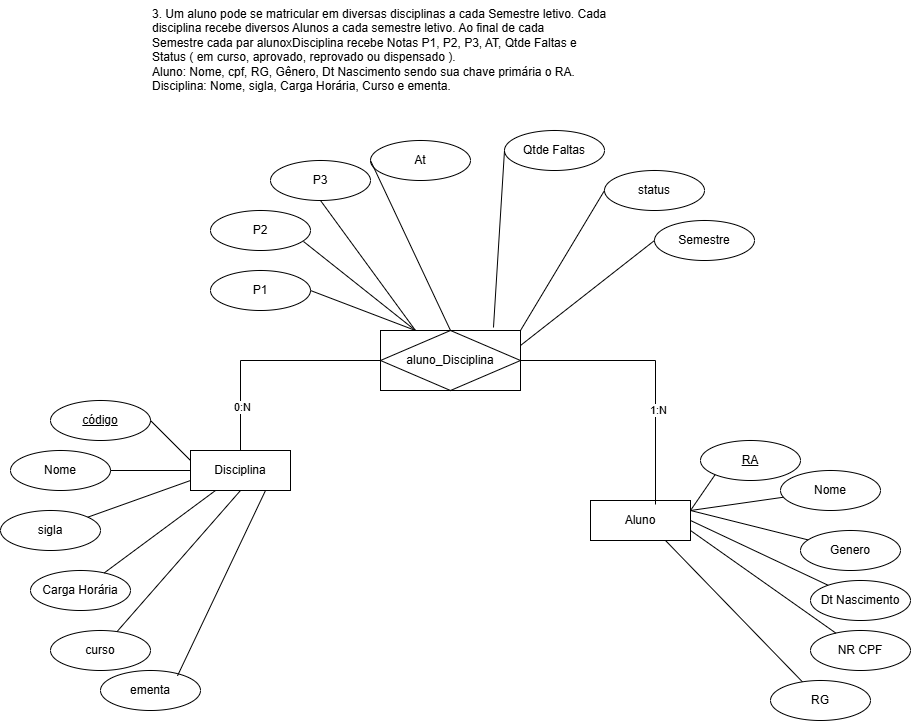 3. Um aluno pode se matricular em diversas disciplinas a cada Semestre letivo. Cada
disciplina recebe diversos Alunos a cada semestre letivo. Ao final de cada
Semestre cada par alunoxDisciplina recebe Notas P1, P2, P3, AT, Qtde Faltas e
Status ( em curso, aprovado, reprovado ou dispensado ).
Aluno: Nome, cpf, RG, Gênero, Dt Nascimento sendo sua chave primária o RA.
Disciplina: Nome, sigla, Carga Horária, Curso e ementa.
At
Qtde Faltas
P3
status
P2
Semestre
P1
aluno_Disciplina
0:N
1:N
código
Nome
Disciplina
sigla
Carga Horária
curso
ementa
RA
Nome
Aluno
Genero
Dt Nascimento
NR CPF
RG